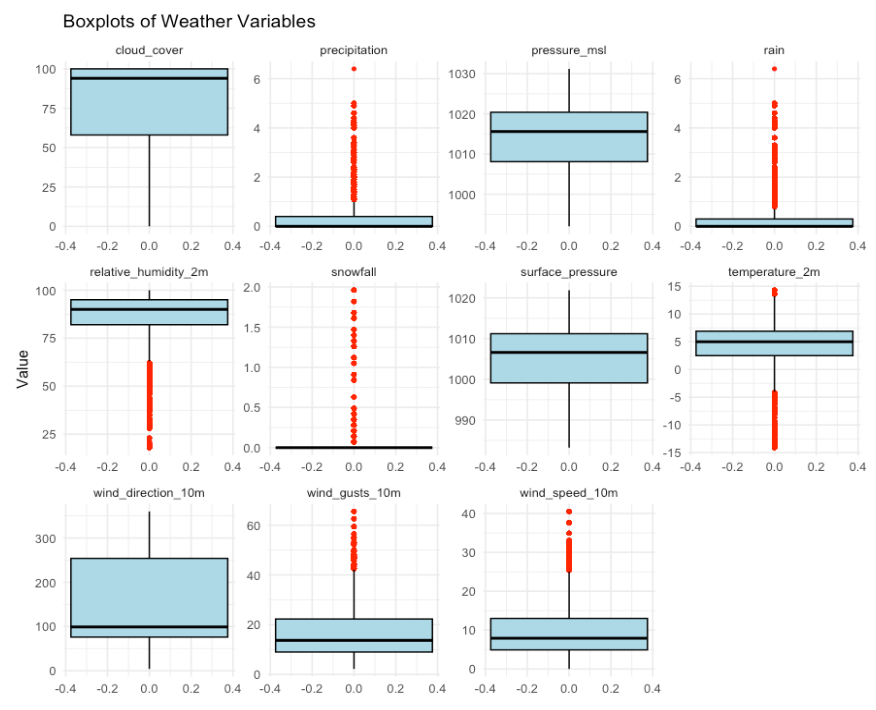 Boxplots of Weather Variables
cloud_cover precipitation pressure_msl rain
100 75 50 25 0
6 4 2 0
1030 1020 1010 1000
6 4 2 0
-0.4 -0.2 0.0 0.2 0.4 -0.4 -0.2 0.0 0.2 0.4 -0.4 -0.2 0.0 0.2 0.4 -0.4 -0.2 0.0 0.2 0.4
relative_humidity_2m snowfall surface_pressure temperature_2m
Value
100 75 50 25
2.0 1.5 1.0 0.5 0.0
1020 1010 1000 990
15 10 5 0 -5 -10 -15
-0.4 -0.2 0.0 0.2 0.4 -0.4 -0.2 0.0 0.2 0.4 -0.4 -0.2 0.0 0.2 0.4 -0.4 -0.2 0.0 0.2 0.4
wind_direction_10m wind_gusts_10m wind_speed_10m
300 200 100 0
60 40 20 0
40 30 20 10 0
-0.4 -0.2 0.0 0.2 0.4 -0.4 -0.2 0.0 0.2 0.4 -0.4 -0.2 0.0 0.2 0.4